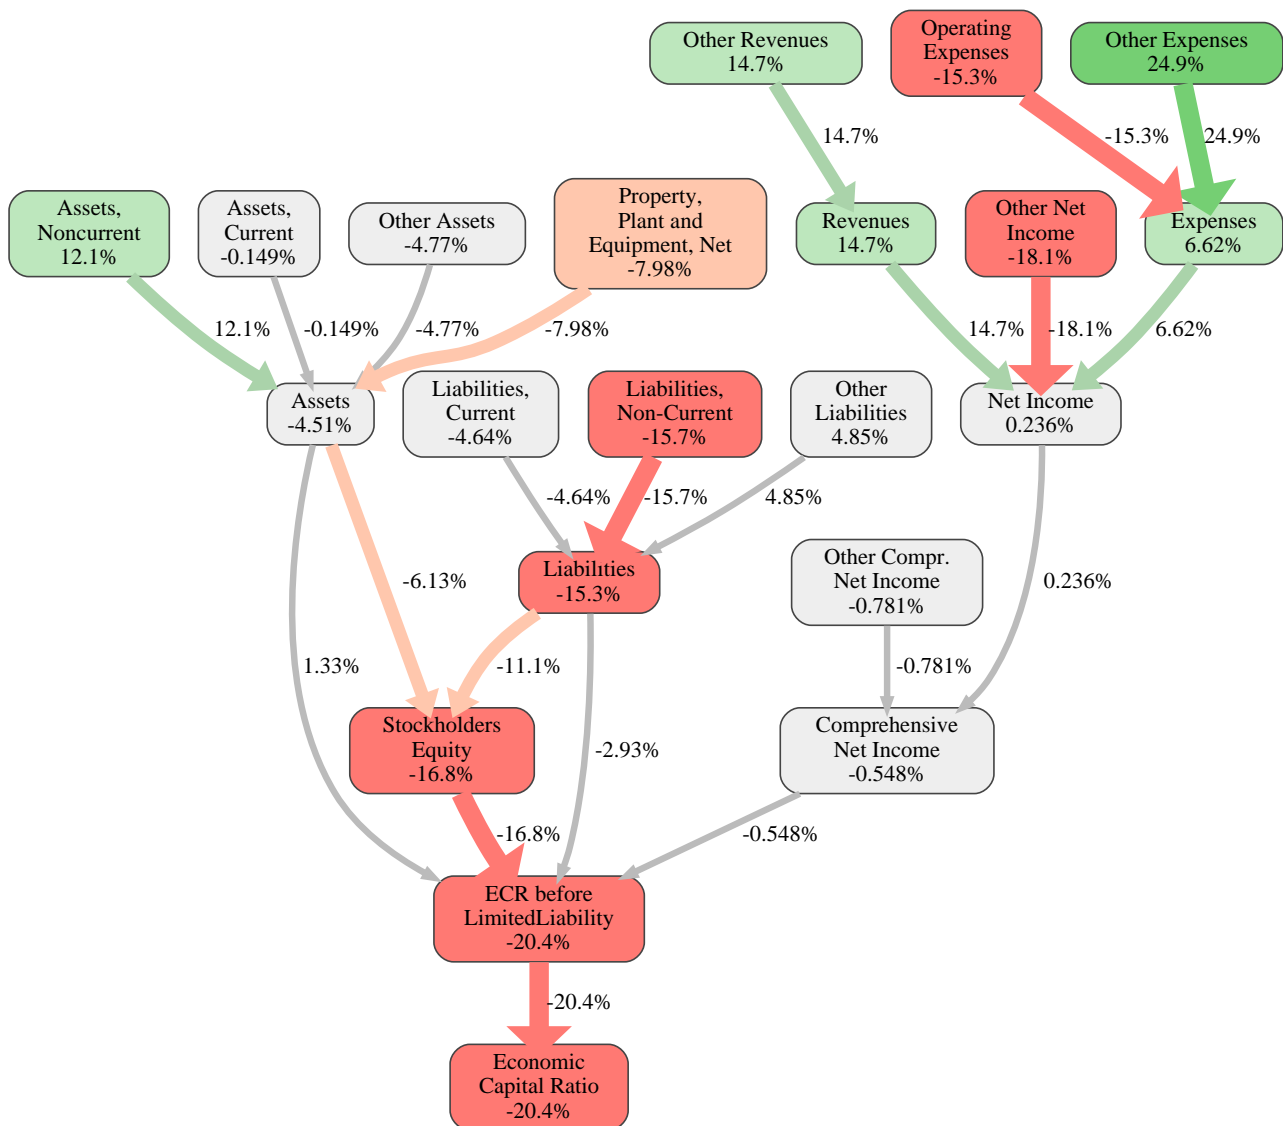 Other Revenues
14.7%
Operating
Expenses
-15.3%
Other Expenses
24.9%
14.7%
-15.3%
24.9%
Assets,
Noncurrent
12.1%
Assets,
Current
-0.149%
Other Assets
-4.77%
Property,
Plant and
Equipment, Net
-7.98%
Revenues
14.7%
Other Net
Income
-18.1%
Expenses
6.62%
12.1%
-0.149%
-4.77%
-7.98%
14.7%
-18.1%
6.62%
Assets
-4.51%
Liabilities,
Current
-4.64%
Liabilities,
Non-Current
-15.7%
Other
Liabilities
4.85%
Net Income
0.236%
-4.64%
-15.7%
4.85%
-6.13%
Liabilities
-15.3%
Other Compr.
Net Income
-0.781%
0.236%
1.33%
-11.1%
-0.781%
Stockholders
Equity
-16.8%
-2.93%
Comprehensive
Net Income
-0.548%
-16.8%
-0.548%
ECR before
LimitedLiability
-20.4%
-20.4%
Economic
Capital Ratio
-20.4%